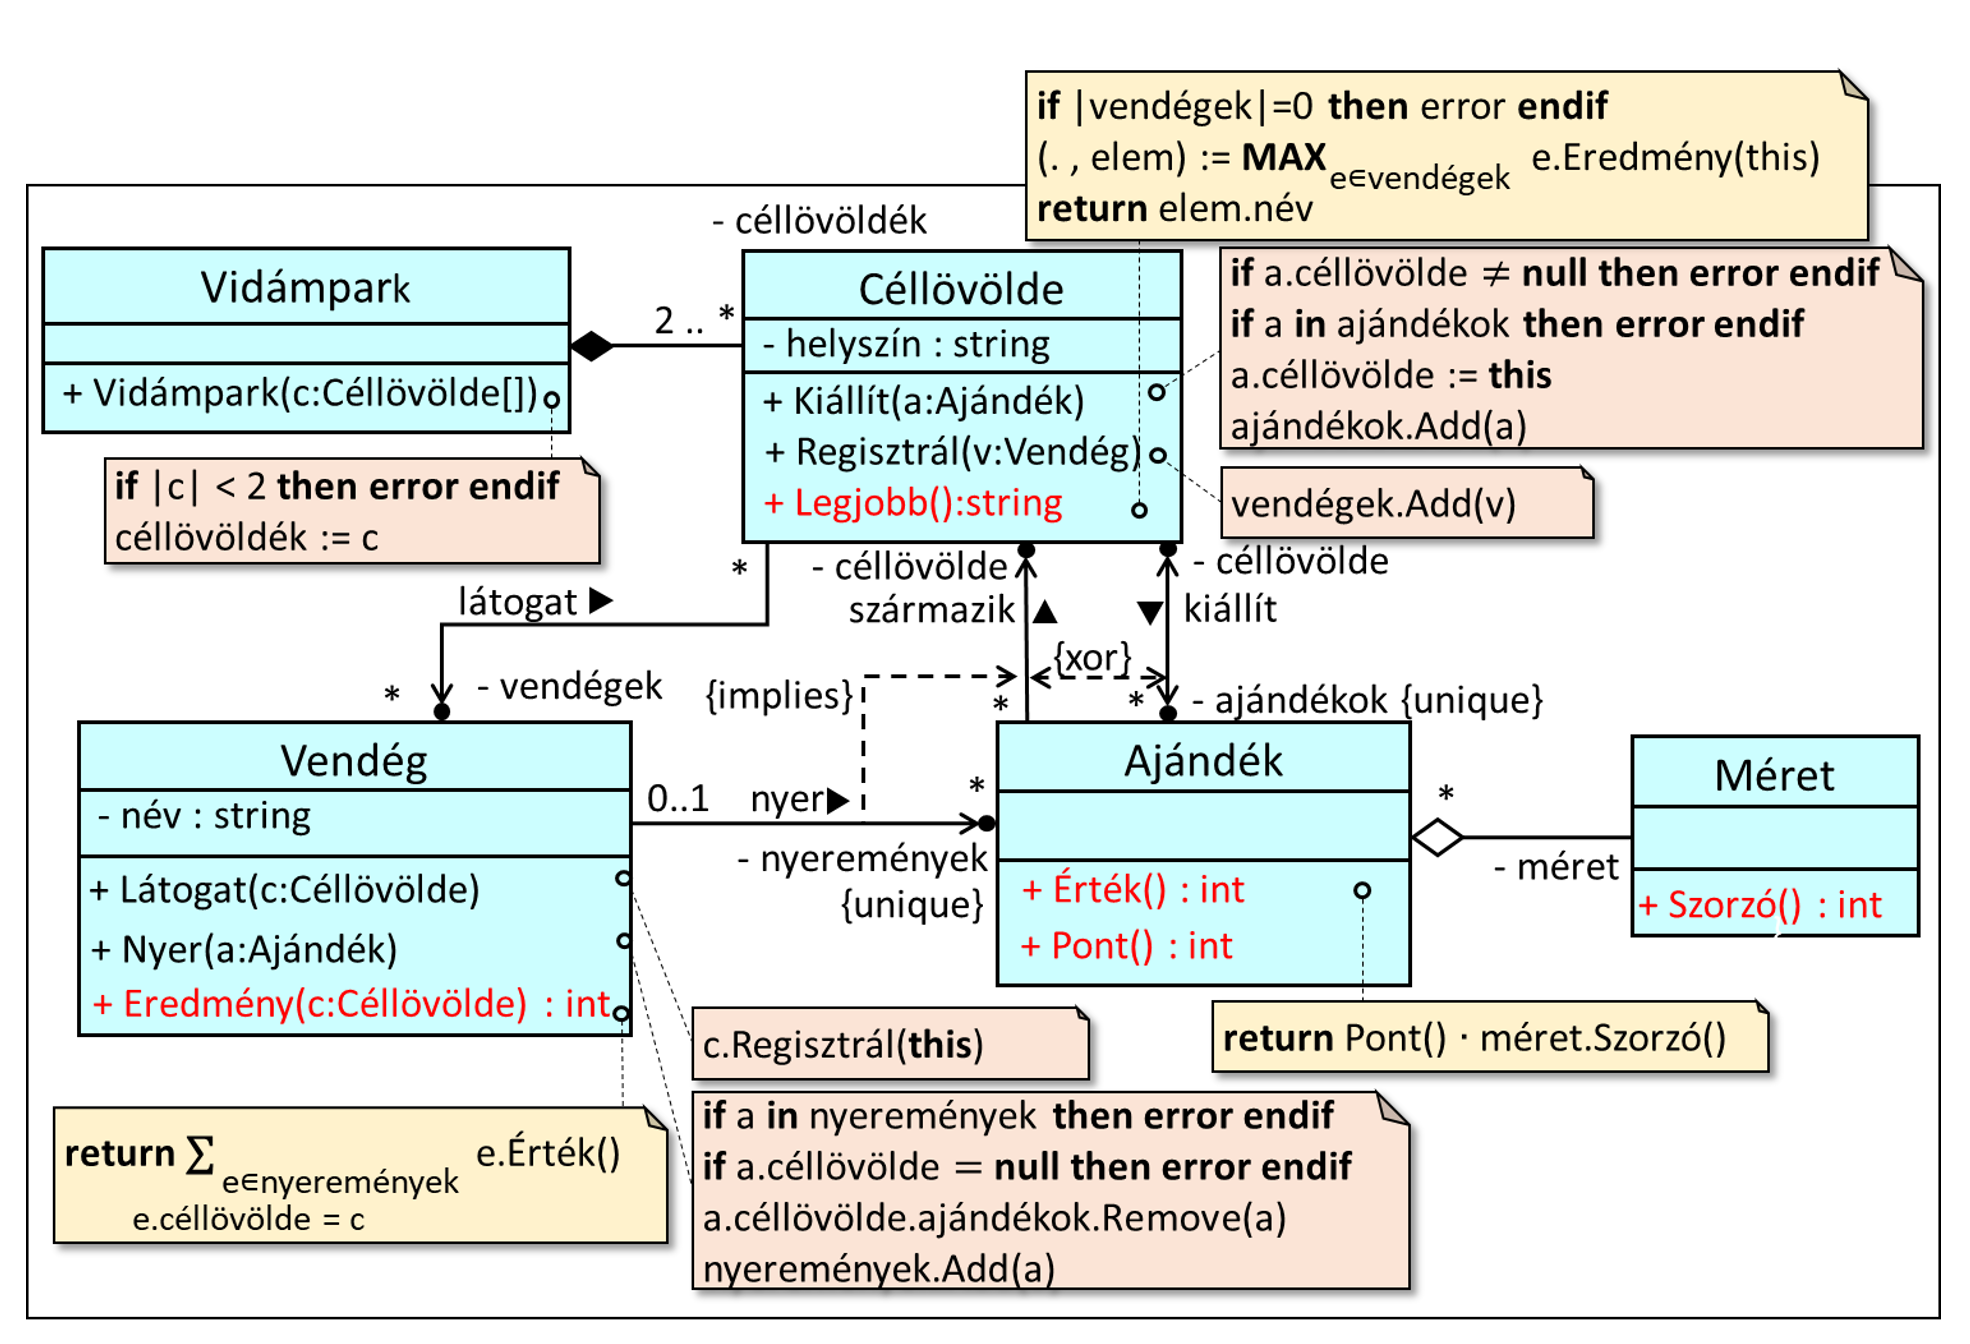 if |vendégek|=0 then error endif
(. , elem) := MAX e∈vendégek e.Eredmény(this)
return elem.név
- céllövöldék
Vidámpark
2 .. *
+ Vidámpark(c:Céllövölde[])
if |c| < 2 then error endif
céllövöldék := c
Céllövölde
- helyszín : string
+ Kiállít(a:Ajándék)
+ Regisztrál(v:Vendég)
+ Legjobb():string
if a.céllövölde ≠ null then error endif
if a in ajándékok then error endif
a.céllövölde := this
ajándékok.Add(a)
vendégek.Add(v)
*
látogat ▶
- céllövölde
származik ▲
- céllövölde
▼ kiállít
{xor}
{implies}
*
- vendégek
*
*
- ajándékok {unique}
Vendég
- név : string
+ Látogat(c:Céllövölde)
+ Nyer(a:Ajándék)
+ Eredmény(c:Céllövölde) : int
0..1
nyer▶
*
- nyeremények
{unique}
Ajándék
+ Érték() : int
+ Pont() : int
*
- méret
Méret
+ Szorzó() : int
c.Regisztrál(this)
return Pont() · méret.Szorzó()
return ∑ e∈nyeremények e.Érték()
e.céllövölde = c
if a in nyeremények then error endif
if a.céllövölde = null then error endif
a.céllövölde.ajándékok.Remove(a)
nyeremények.Add(a)